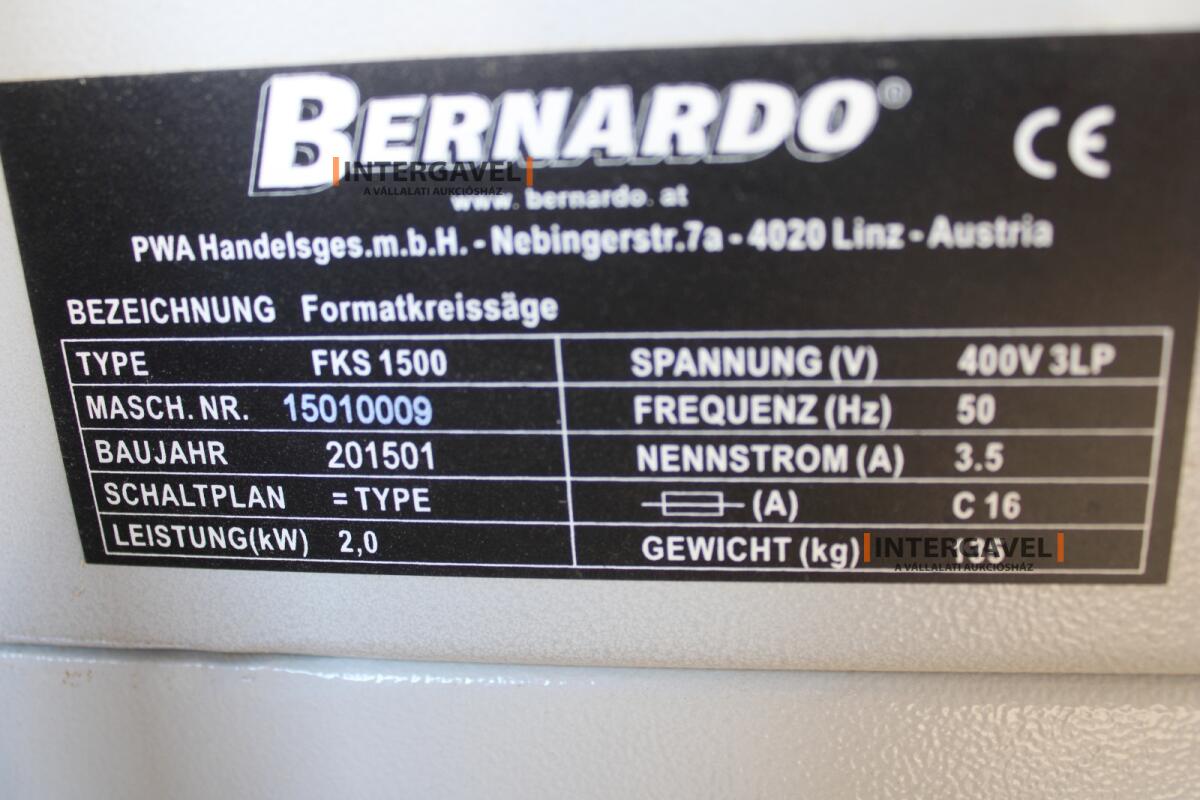 BERNARDO®
CE
INTERGAVEL
A VÁLLALATI AUKCIÓSHÁZ
www.bernardo.at
PWA Handelsges.m.b.H. - Nebingerstr.7a - 4020 Linz - Austria
BEZEICHNUNG Formatkreissäge
TYPE FKS 1500 SPANNUNG (V) 400V 3LP
MASCH. NR. 15010009 FREQUENZ (Hz) 50
BAUJAHR 201501 NENNSTROM (A) 3.5
SCHALTPLAN = TYPE (A) C 16
LEISTUNG(kW) 2,0 GEWICHT (kg)
INTERGAVEL
A VÁLLALATI AUKCIÓSHÁZ